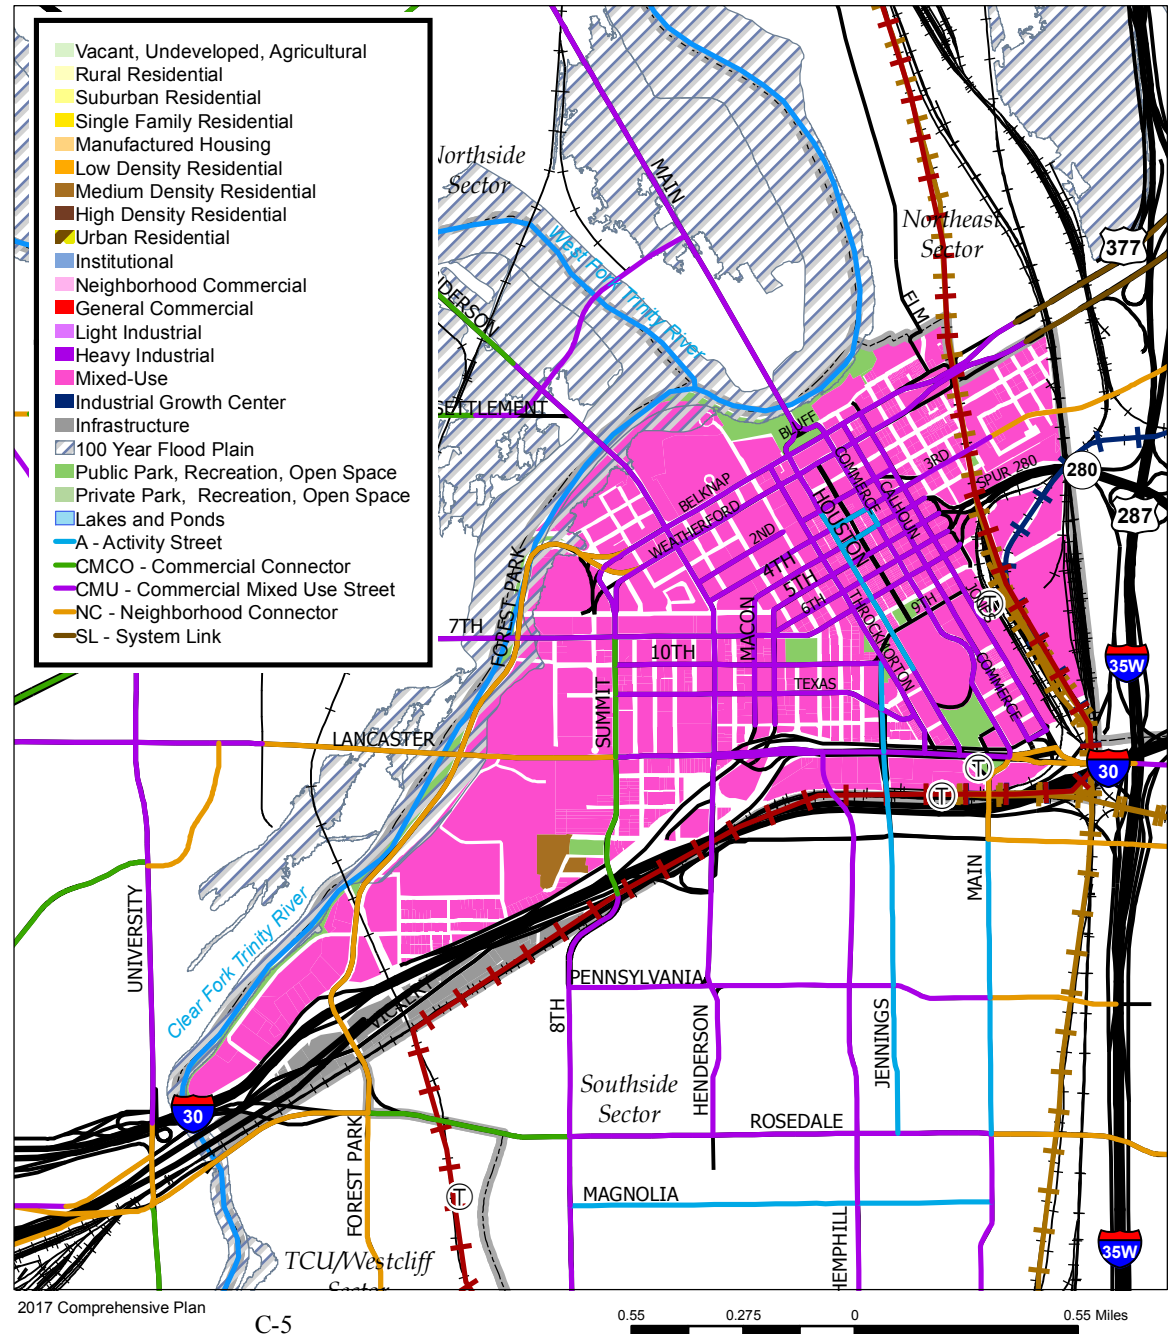 Vacant, Undeveloped, Agricultural
Rural Residential
Suburban Residential
Single Family Residential
Manufactured Housing
Low Density Residential
Medium Density Residential
High Density Residential
Urban Residential
Institutional
Neighborhood Commercial
General Commercial
Light Industrial
Heavy Industrial
Mixed-Use
Industrial Growth Center
Infrastructure
100 Year Flood Plain
Public Park, Recreation, Open Space
Private Park, Recreation, Open Space
Lakes and Ponds
A - Activity Street
CMCO - Commercial Connector
CMU - Commercial Mixed Use Street
NC - Neighborhood Connector
SL - System Link
Northside
Sector
MAIN
Northeast
Sector
377
West Fork Trinity River
NDERSON
ELM
SETTLEMENT
BLUFF
COMMERCE
3RD
SPUR 280
280
287
BELKNAP
CALHOUN
HOUSTON
WEATHERFORD
2ND
4TH
5TH
6TH
9TH
JONES
T
FOREST PARK
7TH
MACON
THROCKMORTON
10TH
COMMERCE
35W
TEXAS
SUMMIT
LANCASTER
30
T
T
UNIVERSITY
MAIN
Clear Fork Trinity River
PENNSYLVANIA
VICKERY
8TH
HENDERSON
JENNINGS
Southside
Sector
30
ROSEDALE
FOREST PARK
MAGNOLIA
T
HEMPHILL
35W
TCU/Westcliff
Sector
2017 Comprehensive Plan
C-5
0.55 0.275 0 0.55 Miles